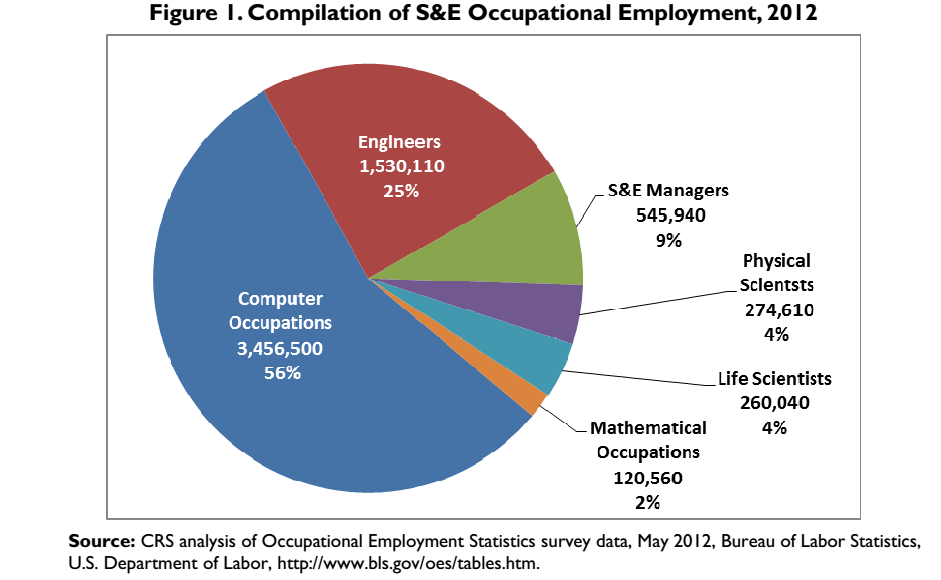 Figure 1. Compilation of S&E Occupational Employment, 2012
Engineers
1,530,110
25%
S&E Managers
545,940
9%
Physical
Scientsts
274,610
4%
Computer
Occupations
3,456,500
56%
Life Scientists
260,040
4%
Mathematical
Occupations
120,560
2%
Source: CRS analysis of Occupational Employment Statistics survey data, May 2012, Bureau of Labor Statistics,
U.S. Department of Labor, http://www.bls.gov/oes/tables.htm.